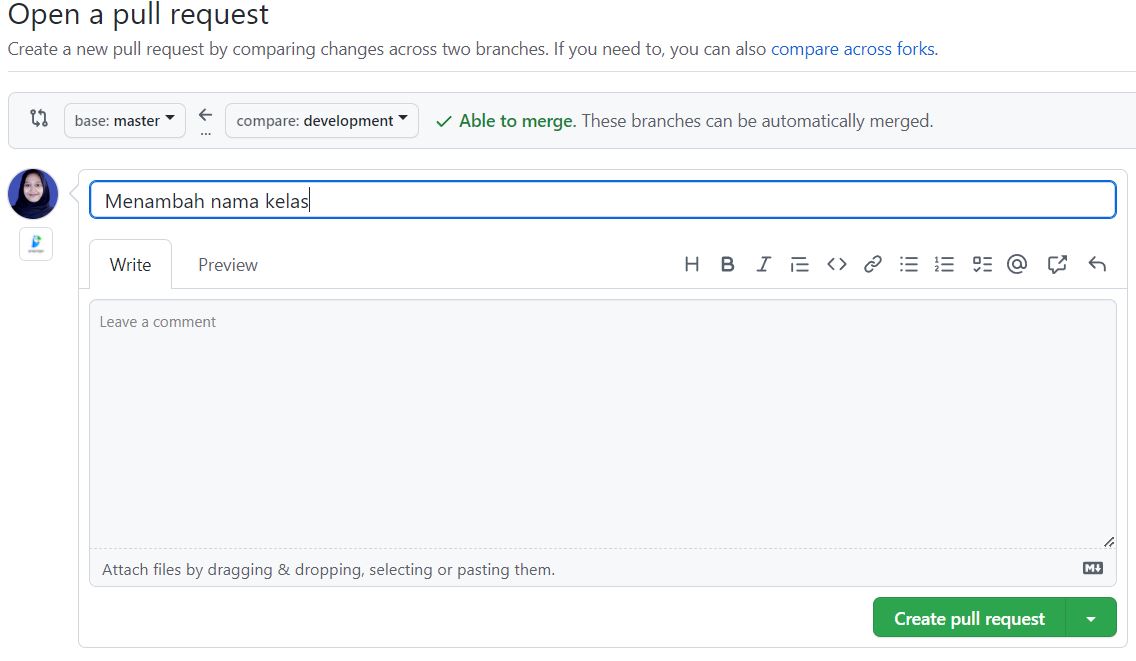 Open a pull request
Create a new pull request by comparing changes across two branches. If you need to, you can also compare across forks.
base: master ... compare: development Able to merge. These branches can be automatically merged.
Menambah nama kelas
Write Preview H B I @
Leave a comment
Attach files by dragging & dropping, selecting or pasting them.
Create pull request